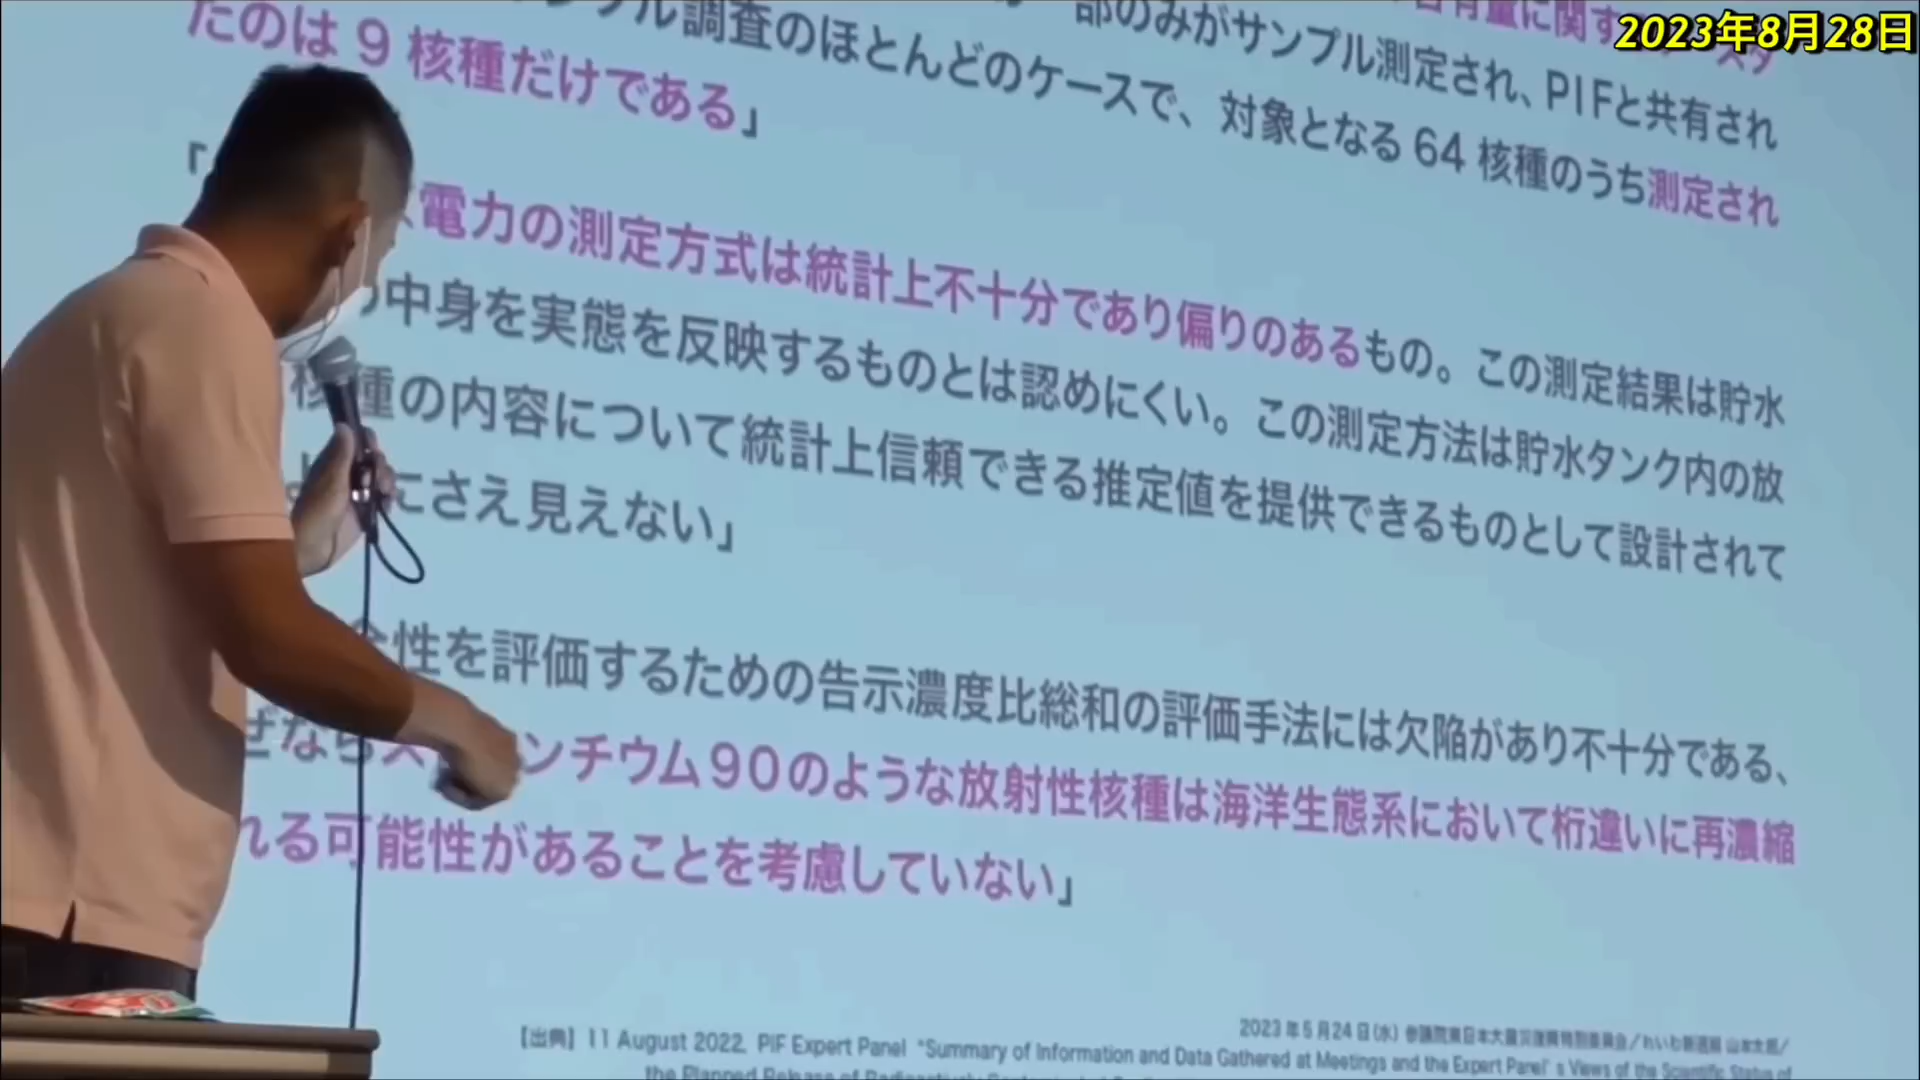 2023年8月28日
含有量に関する
部のみがサンプル測定され、PIFと共有され
調査のほとんどのケースで、対象となる64核種のうち測定され
たのは9核種だけである」
電力の測定方式は統計上不十分であり偏りのあるもの。この測定結果は貯水
中身を実態を反映するものとは認めにくい。この測定方法は貯水タンク内の放
核種の内容について統計上信頼できる推定値を提供できるものとして設計されて
にさえ見えない」
性を評価するための告示濃度比総和の評価手法には欠陥があり不十分である、
ぜならス ンチウム90のような放射性核種は海洋生態系において桁違いに再濃縮
れる可能性があることを考慮していない」
2023年5月24日(水) 参議院東日本大震災復興特別委員会/れいわ新選組 山本太郎/
【出典】11 August 2022, PIF Expert Panel “Summary of Information and Data Gathered at Meetings and the Expert Panel's Views of the Scientific Status of
the Planned Release of Radioactively